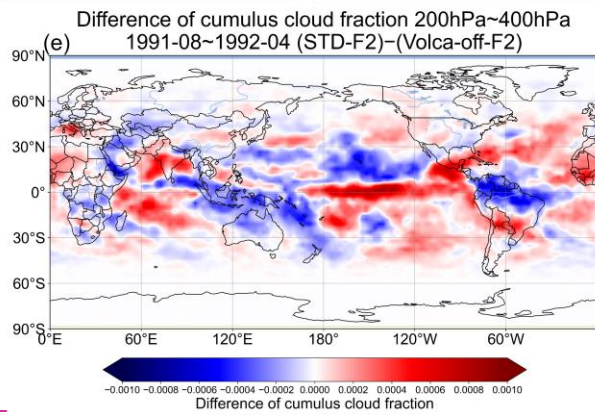 Difference of cumulus cloud fraction 200hPa~400hPa
(e) 1991-08~1992-04 (STD-F2)−(Volca-off-F2)
90°N
60°N
30°N
0°
30°S
60°S
90°S
0°E 60°E 120°E 180° 120°W 60°W
-0.0010 -0.0008 -0.0006 -0.0004 -0.0002 0.0000 0.0002 0.0004 0.0006 0.0008 0.0010
Difference of cumulus cloud fraction